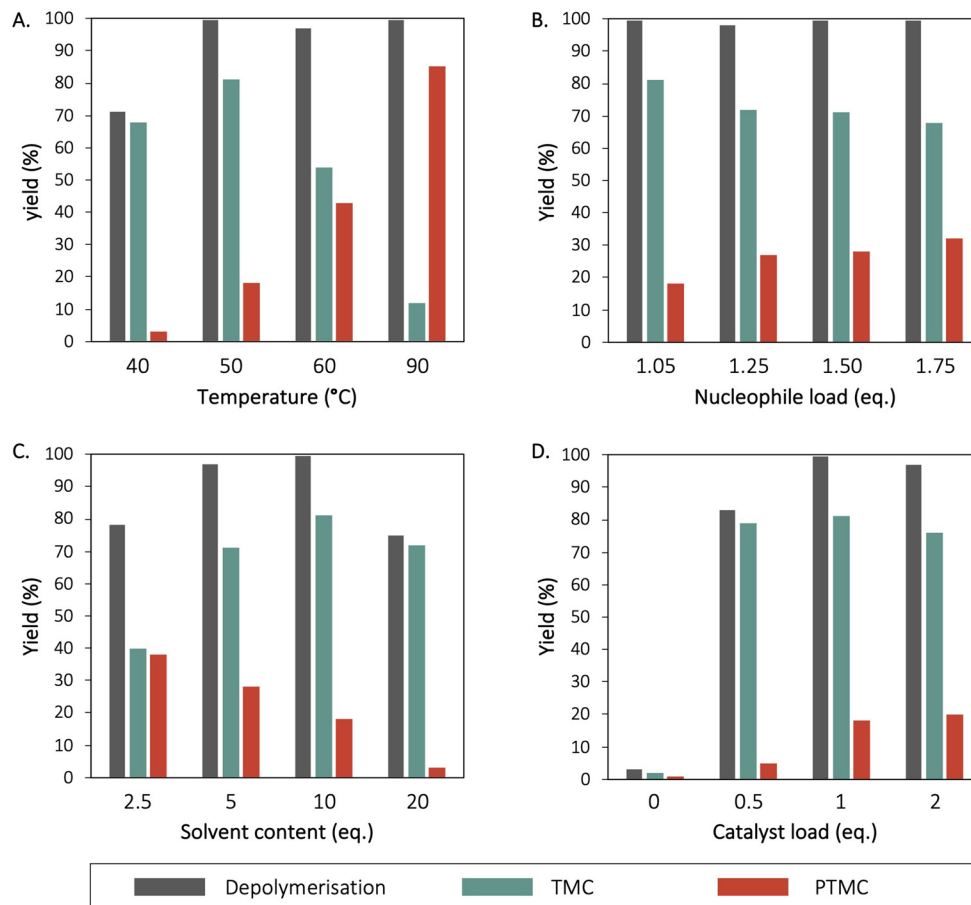 A.
100
90
80
70
60
50
40
30
20
10
0
yield (%)
40 50 60 90
Temperature (°C)
B.
100
90
80
70
60
50
40
30
20
10
0
Yield (%)
1.05 1.25 1.50 1.75
Nucleophile load (eq.)
C.
100
90
80
70
60
50
40
30
20
10
0
Yield (%)
2.5 5 10 20
Solvent content (eq.)
D.
100
90
80
70
60
50
40
30
20
10
0
Yield (%)
0 0.5 1 2
Catalyst load (eq.)
Depolymerisation TMC PTMC